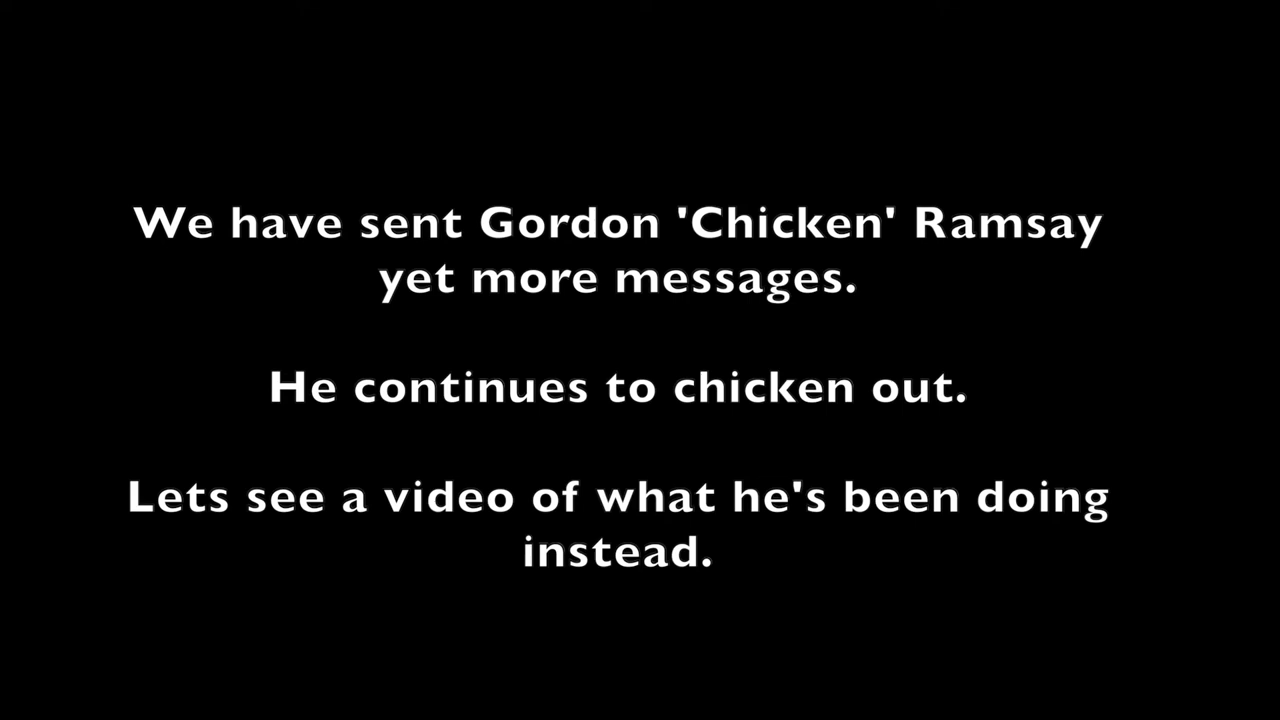 We have sent Gordon 'Chicken' Ramsay
yet more messages.
He continues to chicken out.
Lets see a video of what he's been doing
instead.